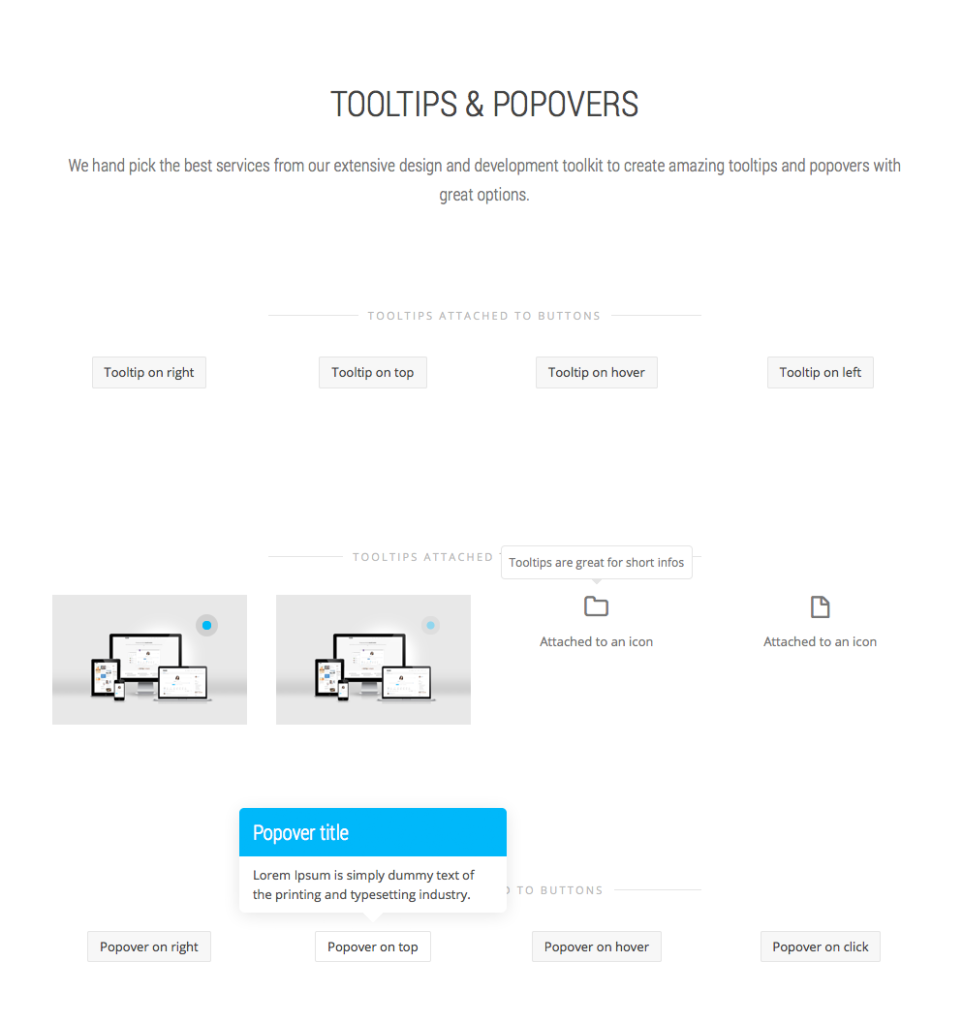 TOOLTIPS & POPOVERS
We hand pick the best services from our extensive design and development toolkit to create amazing tooltips and popovers with
great options.
TOOLTIPS ATTACHED TO BUTTONS
Tooltip on right
Tooltip on top
Tooltip on hover
Tooltip on left
TOOLTIPS ATTACHED
Tooltips are great for short infos
Attached to an icon
Attached to an icon
Popover title
Lorem Ipsum is simply dummy text of
the printing and typesetting industry.
TO BUTTONS
Popover on right
Popover on top
Popover on hover
Popover on click